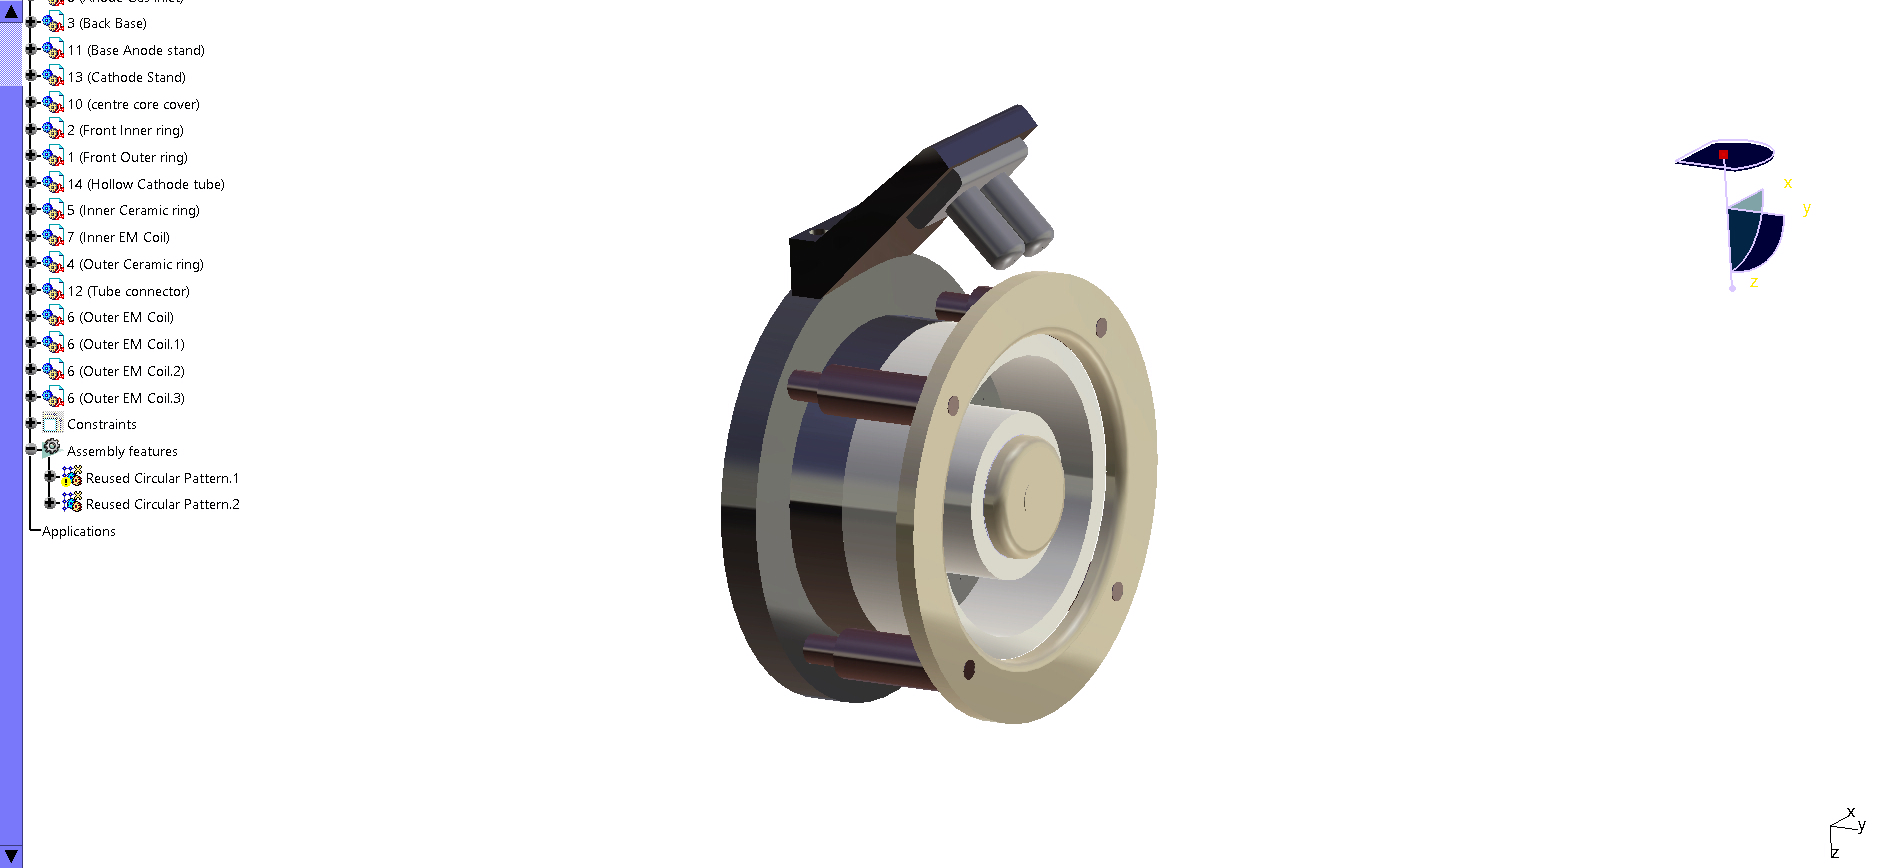 3 (Back Base)
11 (Base Anode stand)
13 (Cathode Stand)
10 (centre core cover)
2 (Front Inner ring)
1 (Front Outer ring)
14 (Hollow Cathode tube)
5 (Inner Ceramic ring)
7 (Inner EM Coil)
4 (Outer Ceramic ring)
12 (Tube connector)
6 (Outer EM Coil)
6 (Outer EM Coil.1)
6 (Outer EM Coil.2)
6 (Outer EM Coil.3)
Constraints
Assembly features
Reused Circular Pattern.1
Reused Circular Pattern.2
Applications
x
y
z
x
y
z